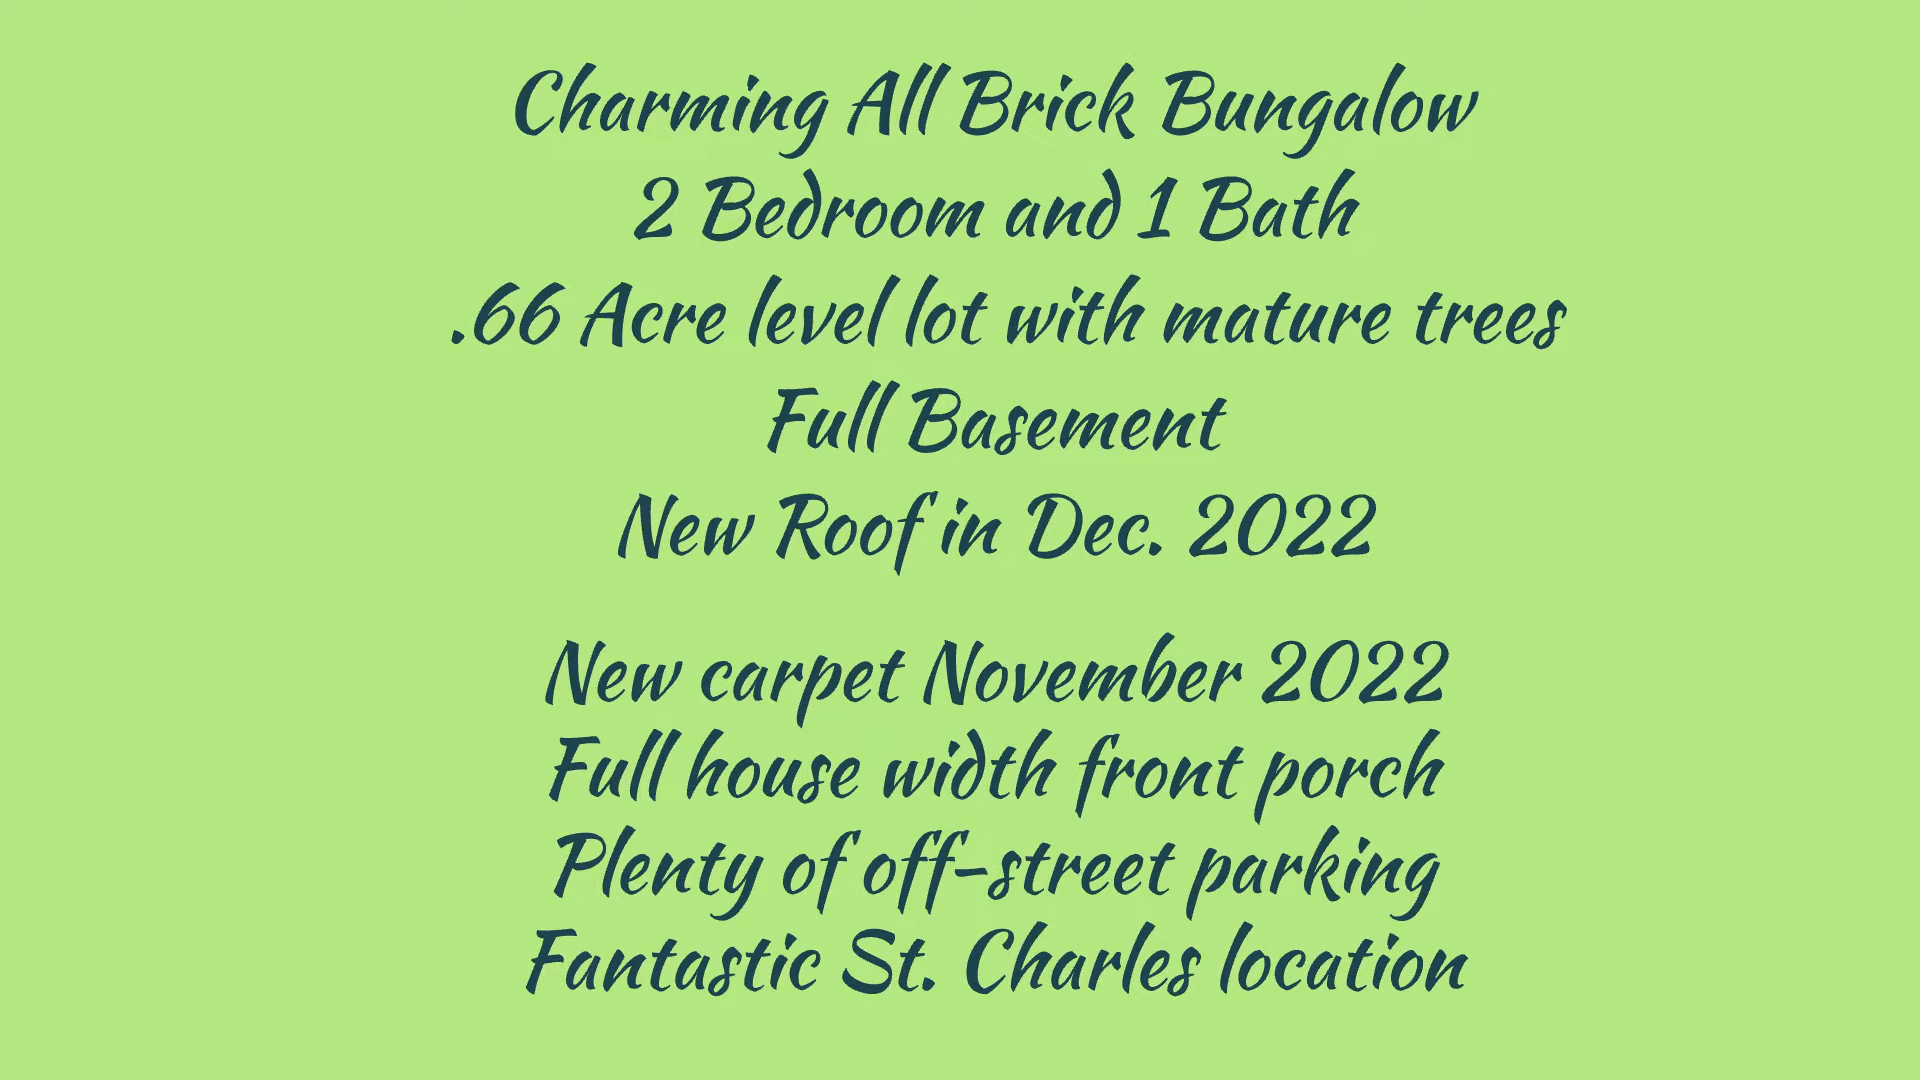 Charming All Brick Bungalow
2 Bedroom and 1 Bath
.66 Acre level lot with mature trees
Full Basement
New Roof in Dec. 2022
New carpet November 2022
Full house width front porch
Plenty of off-street parking
Fantastic St. Charles location